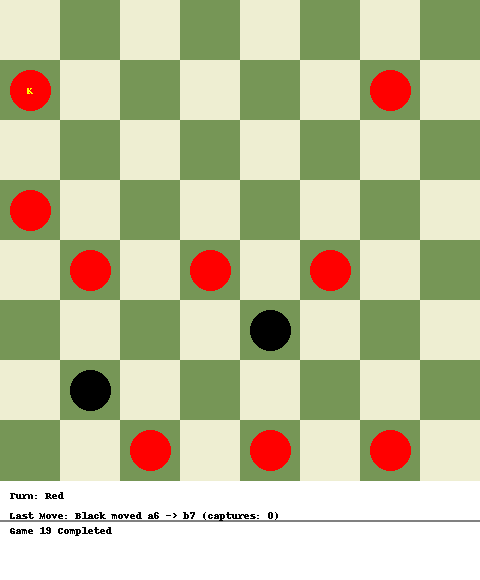 K
Turn: Red
Last Move: Black moved a6 -> b7 (captures: 0)
Game 19 Completed